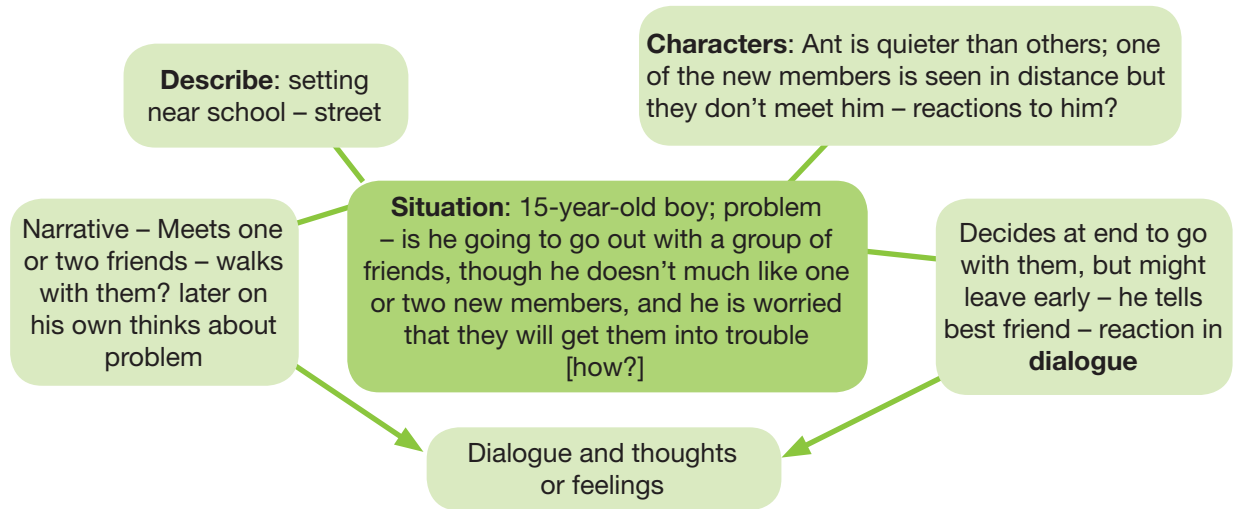 Describe: setting
near school – street
Characters: Ant is quieter than others; one
of the new members is seen in distance but
they don’t meet him – reactions to him?
Narrative – Meets one
or two friends – walks
with them? later on
his own thinks about
problem
Situation: 15-year-old boy; problem
– is he going to go out with a group of
friends, though he doesn’t much like one
or two new members, and he is worried
that they will get them into trouble
[how?]
Decides at end to go
with them, but might
leave early – he tells
best friend – reaction in
dialogue
Dialogue and thoughts
or feelings